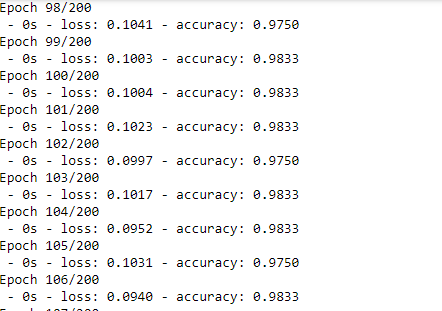 Epoch 98/200
 - 0s - loss: 0.1041 - accuracy: 0.9750
Epoch 99/200
 - 0s - loss: 0.1003 - accuracy: 0.9833
Epoch 100/200
 - 0s - loss: 0.1004 - accuracy: 0.9833
Epoch 101/200
 - 0s - loss: 0.1023 - accuracy: 0.9833
Epoch 102/200
 - 0s - loss: 0.0997 - accuracy: 0.9750
Epoch 103/200
 - 0s - loss: 0.1017 - accuracy: 0.9833
Epoch 104/200
 - 0s - loss: 0.0952 - accuracy: 0.9833
Epoch 105/200
 - 0s - loss: 0.1031 - accuracy: 0.9750
Epoch 106/200
 - 0s - loss: 0.0940 - accuracy: 0.9833